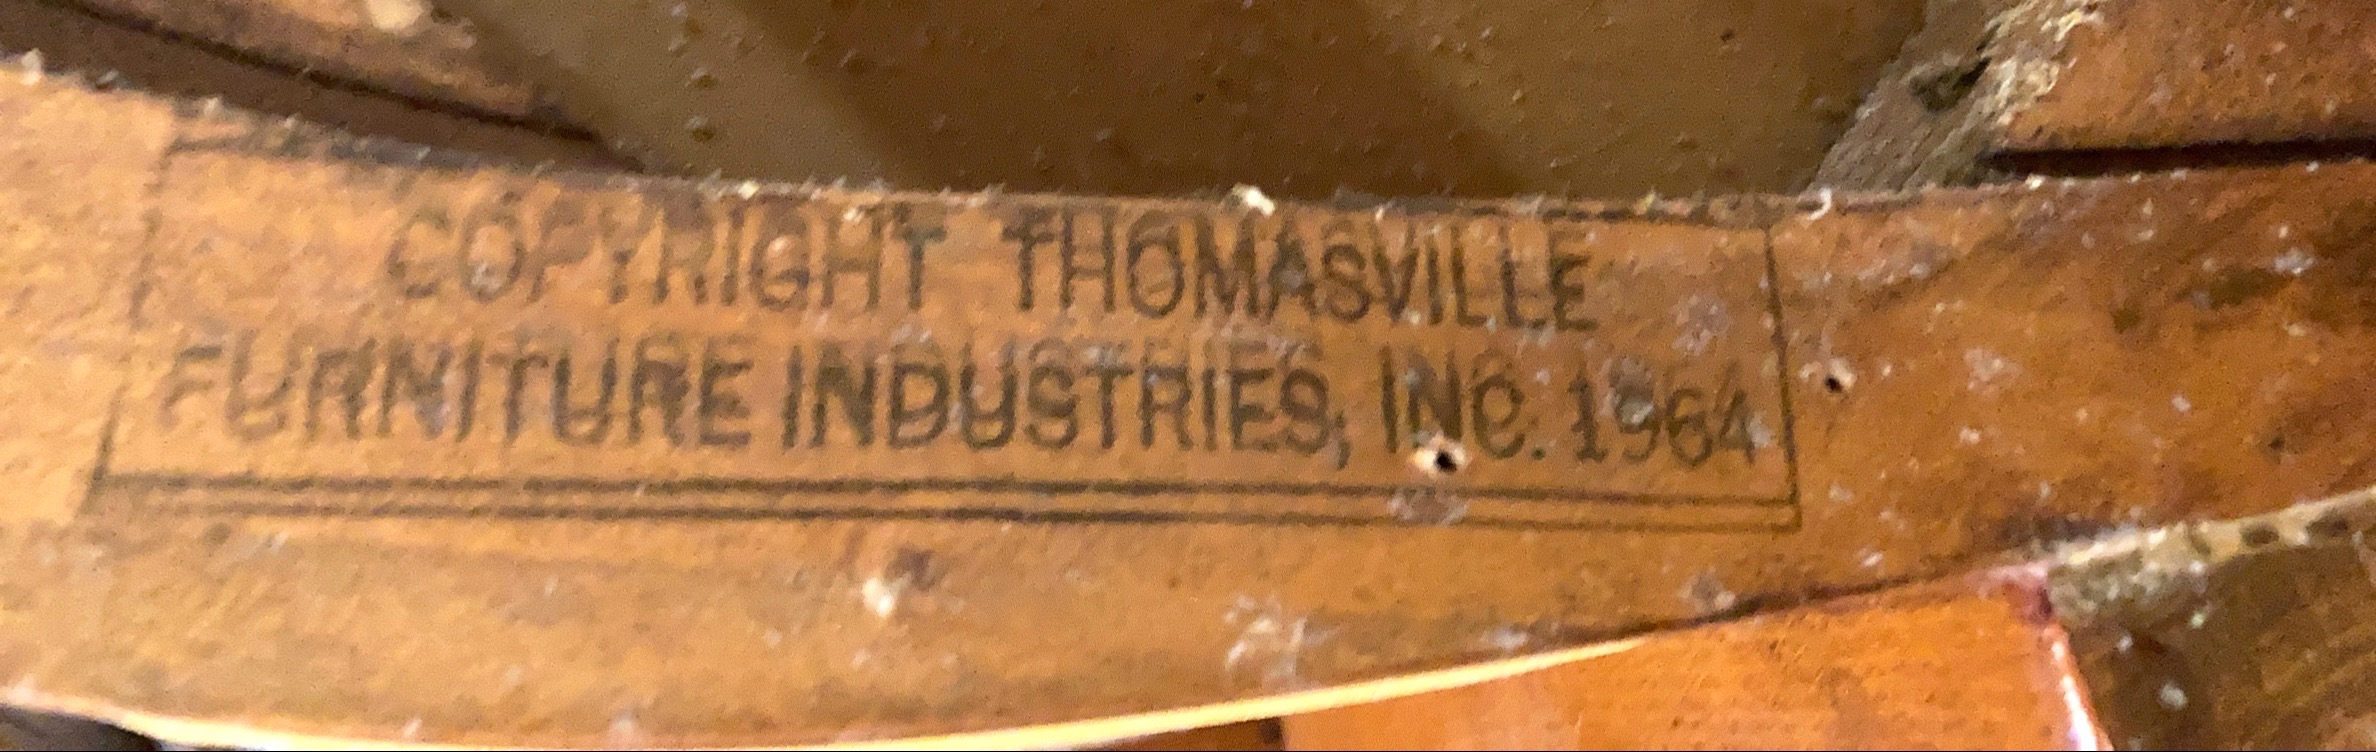 COPYRIGHT THOMASVILLE
FURNITURE INDUSTRIES, INC. 1964